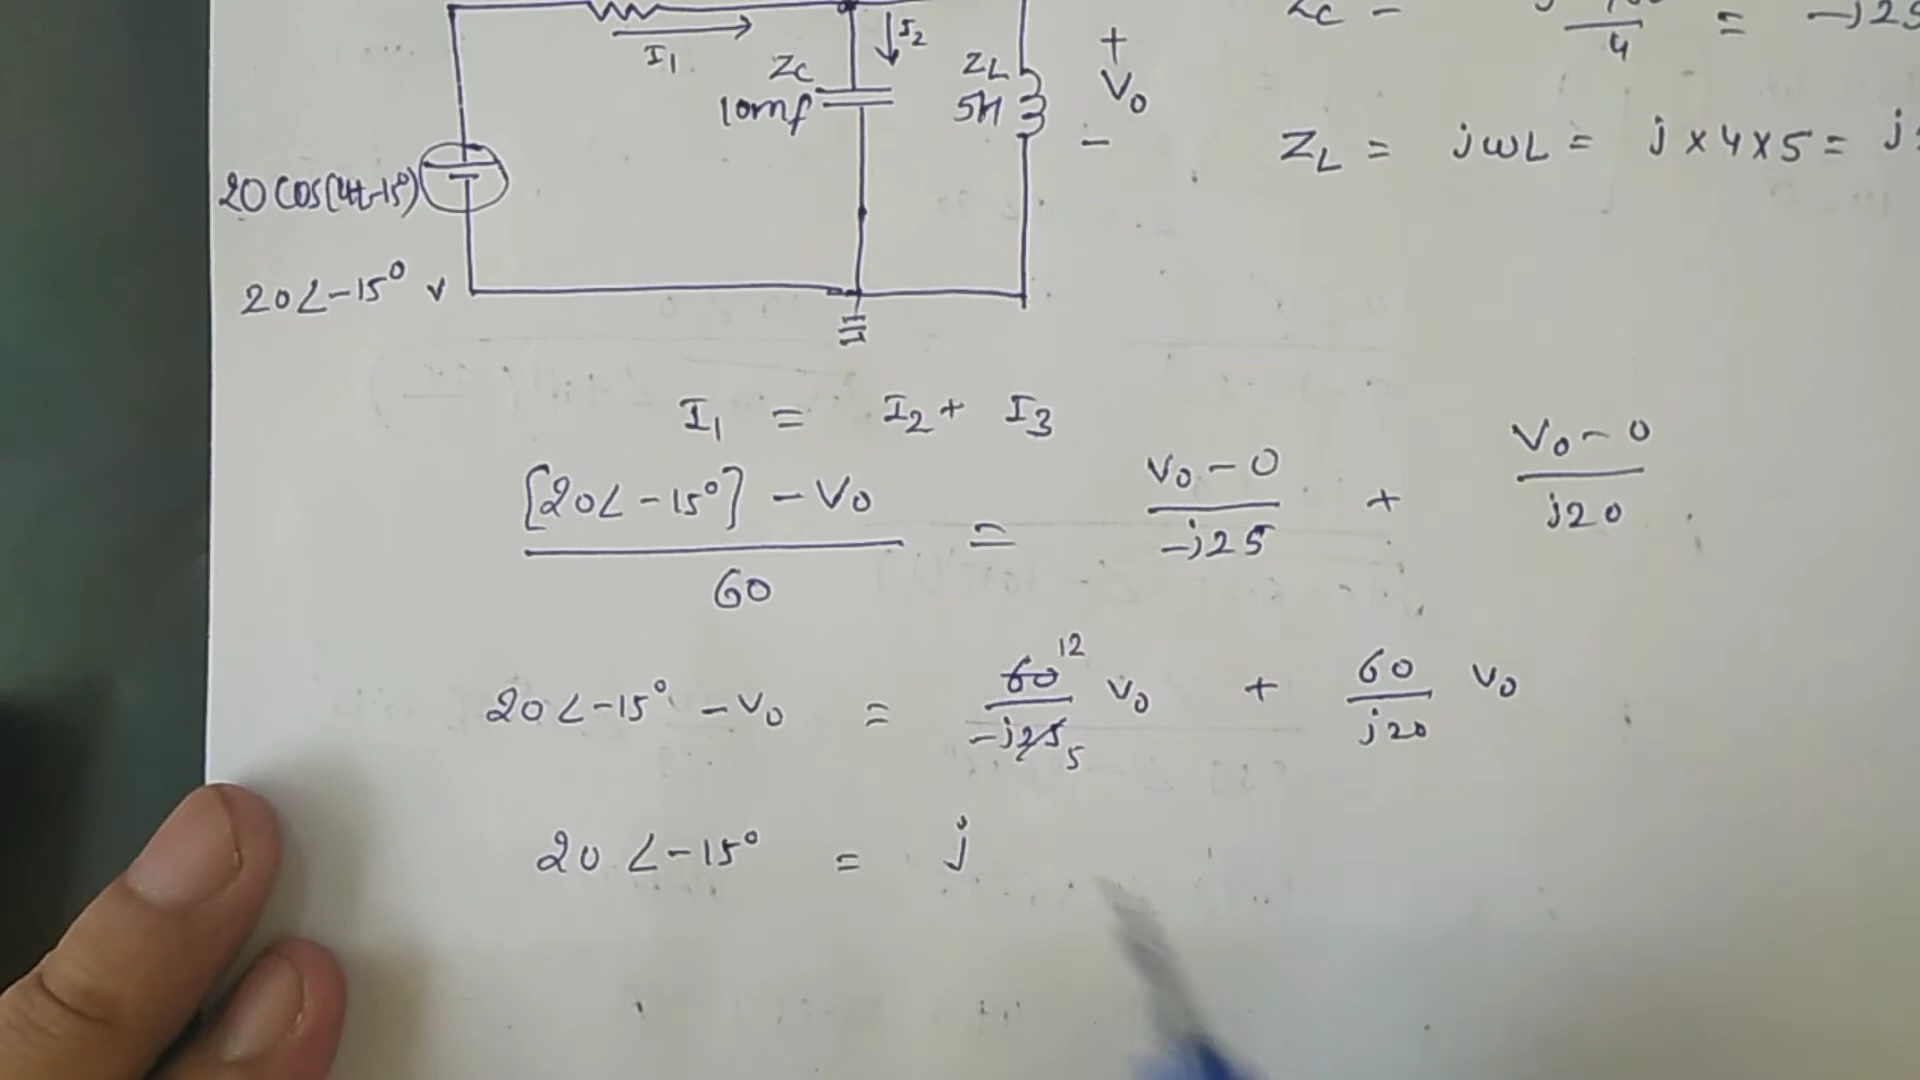 I₁
I₂
Zc
10mf
ZL
5H
+
V₀
-
4
= -j25
ZL = jωL = j×4×5 = j
20 Cos(4t-15°)
20∠-15° V
I₁ = I₂ + I₃
[20∠-15°] - V₀ / 60 = V₀ - 0 / -j25 + V₀ - 0 / j20
20∠-15° - V₀ = 60 12 / -j25 5 V₀ + 60 / j20 V₀
20∠-15° = j